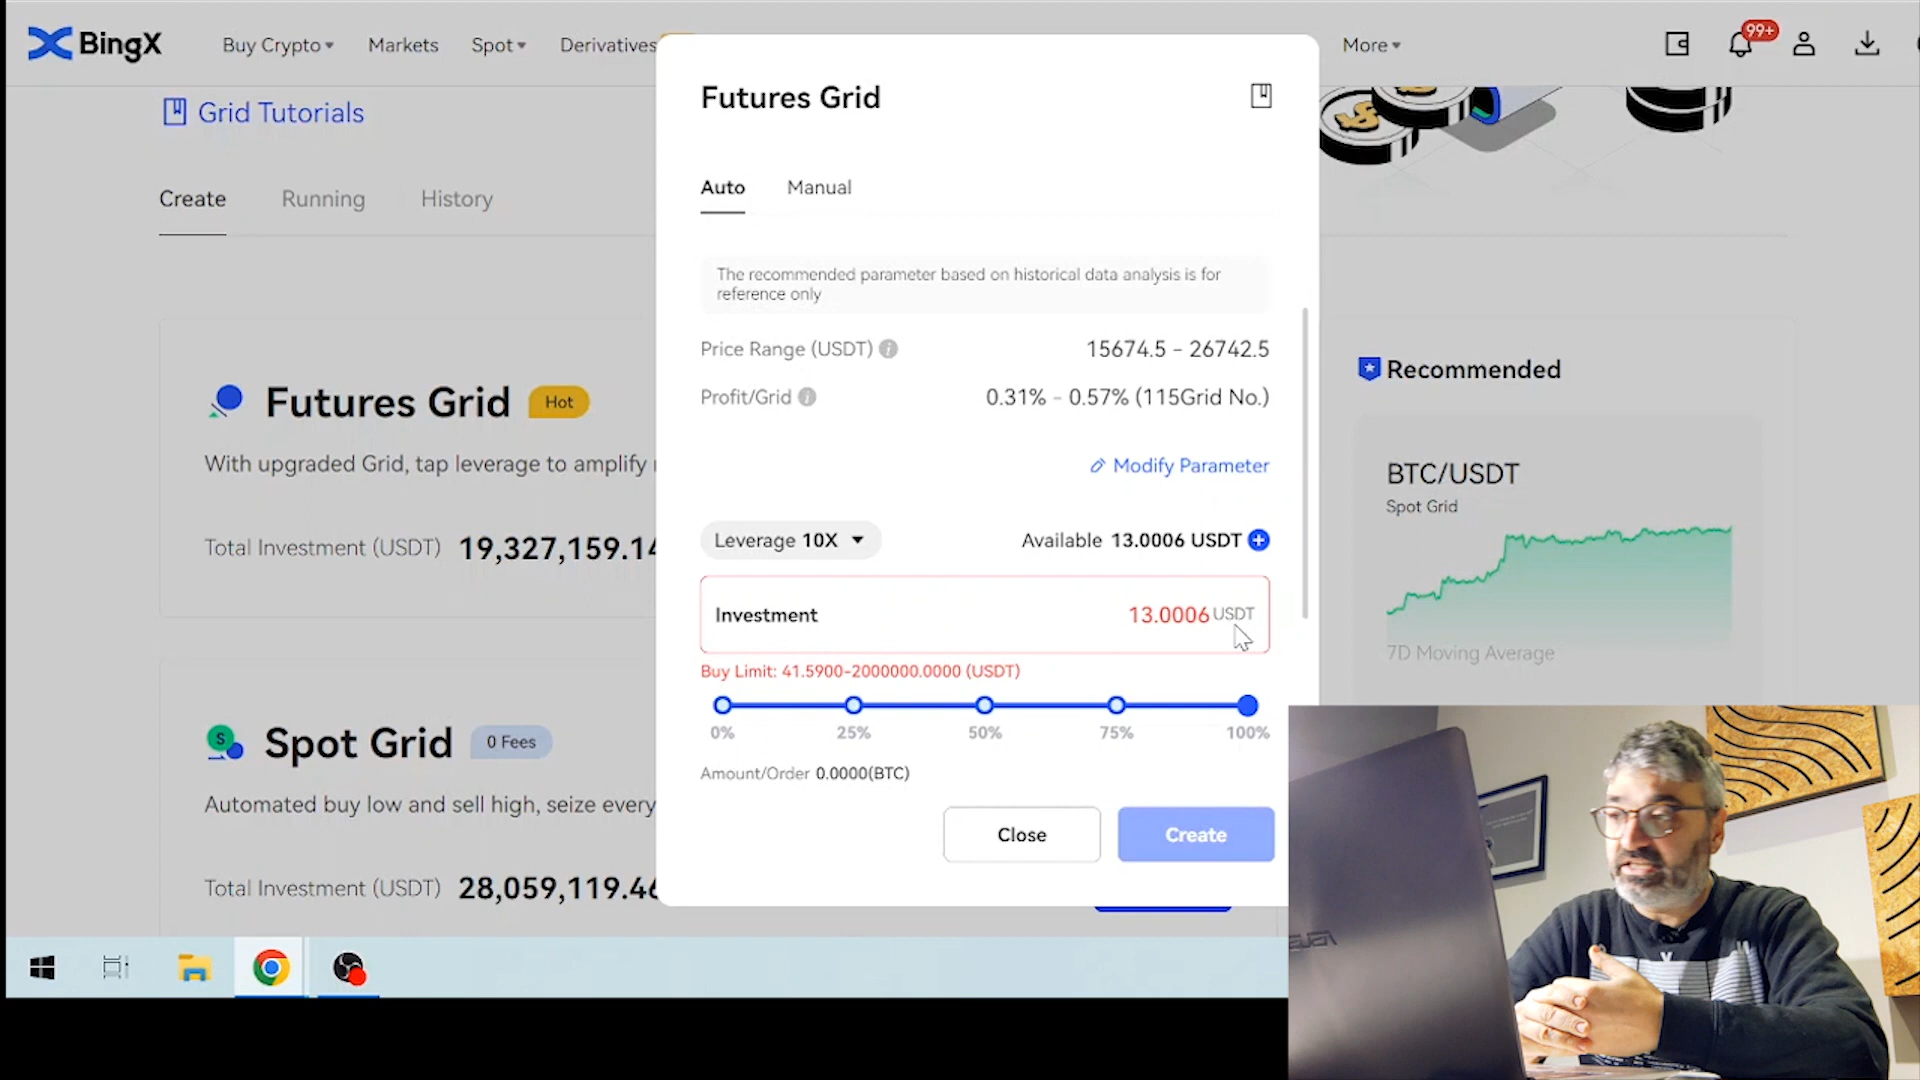 BingX
Buy Crypto
Markets
Spot
Derivatives
More
99+
Grid Tutorials
Create
Running
History
Futures Grid
Hot
With upgraded Grid, tap leverage to amplify
Total Investment (USDT) 19,327,159.14
Spot Grid
0 Fees
Automated buy low and sell high, seize every
Total Investment (USDT) 28,059,119.46
Futures Grid
Auto
Manual
The recommended parameter based on historical data analysis is for
reference only
Price Range (USDT) 15674.5 - 26742.5
Profit/Grid 0.31% - 0.57% (115Grid No.)
Modify Parameter
Leverage 10X
Available 13.0006 USDT
Investment 13.0006 USDT
Buy Limit: 41.5900-2000000.0000 (USDT)
0% 25% 50% 75% 100%
Amount/Order 0.0000(BTC)
Close
Create
Recommended
BTC/USDT
Spot Grid
7D Moving Average